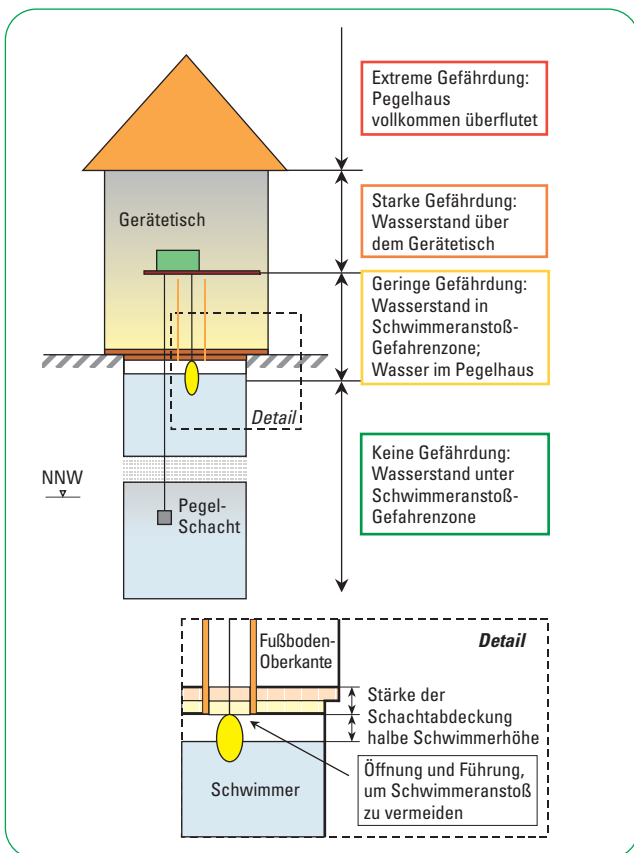 Extreme Gefährdung:
Pegelhaus
vollkommen überflutet
Gerätetisch
Starke Gefährdung:
Wasserstand über
dem Gerätetisch
Geringe Gefährdung:
Wasserstand in
Schwimmeranstoß-
Gefahrenzone;
Wasser im Pegelhaus
Detail
Keine Gefährdung:
Wasserstand unter
Schwimmeranstoß-
Gefahrenzone
NNW
Pegel-
Schacht
Fußboden-
Oberkante
Detail
Stärke der
Schachtabdeckung
halbe Schwimmerhöhe
Schwimmer
Öffnung und Führung,
um Schwimmeranstoß
zu vermeiden